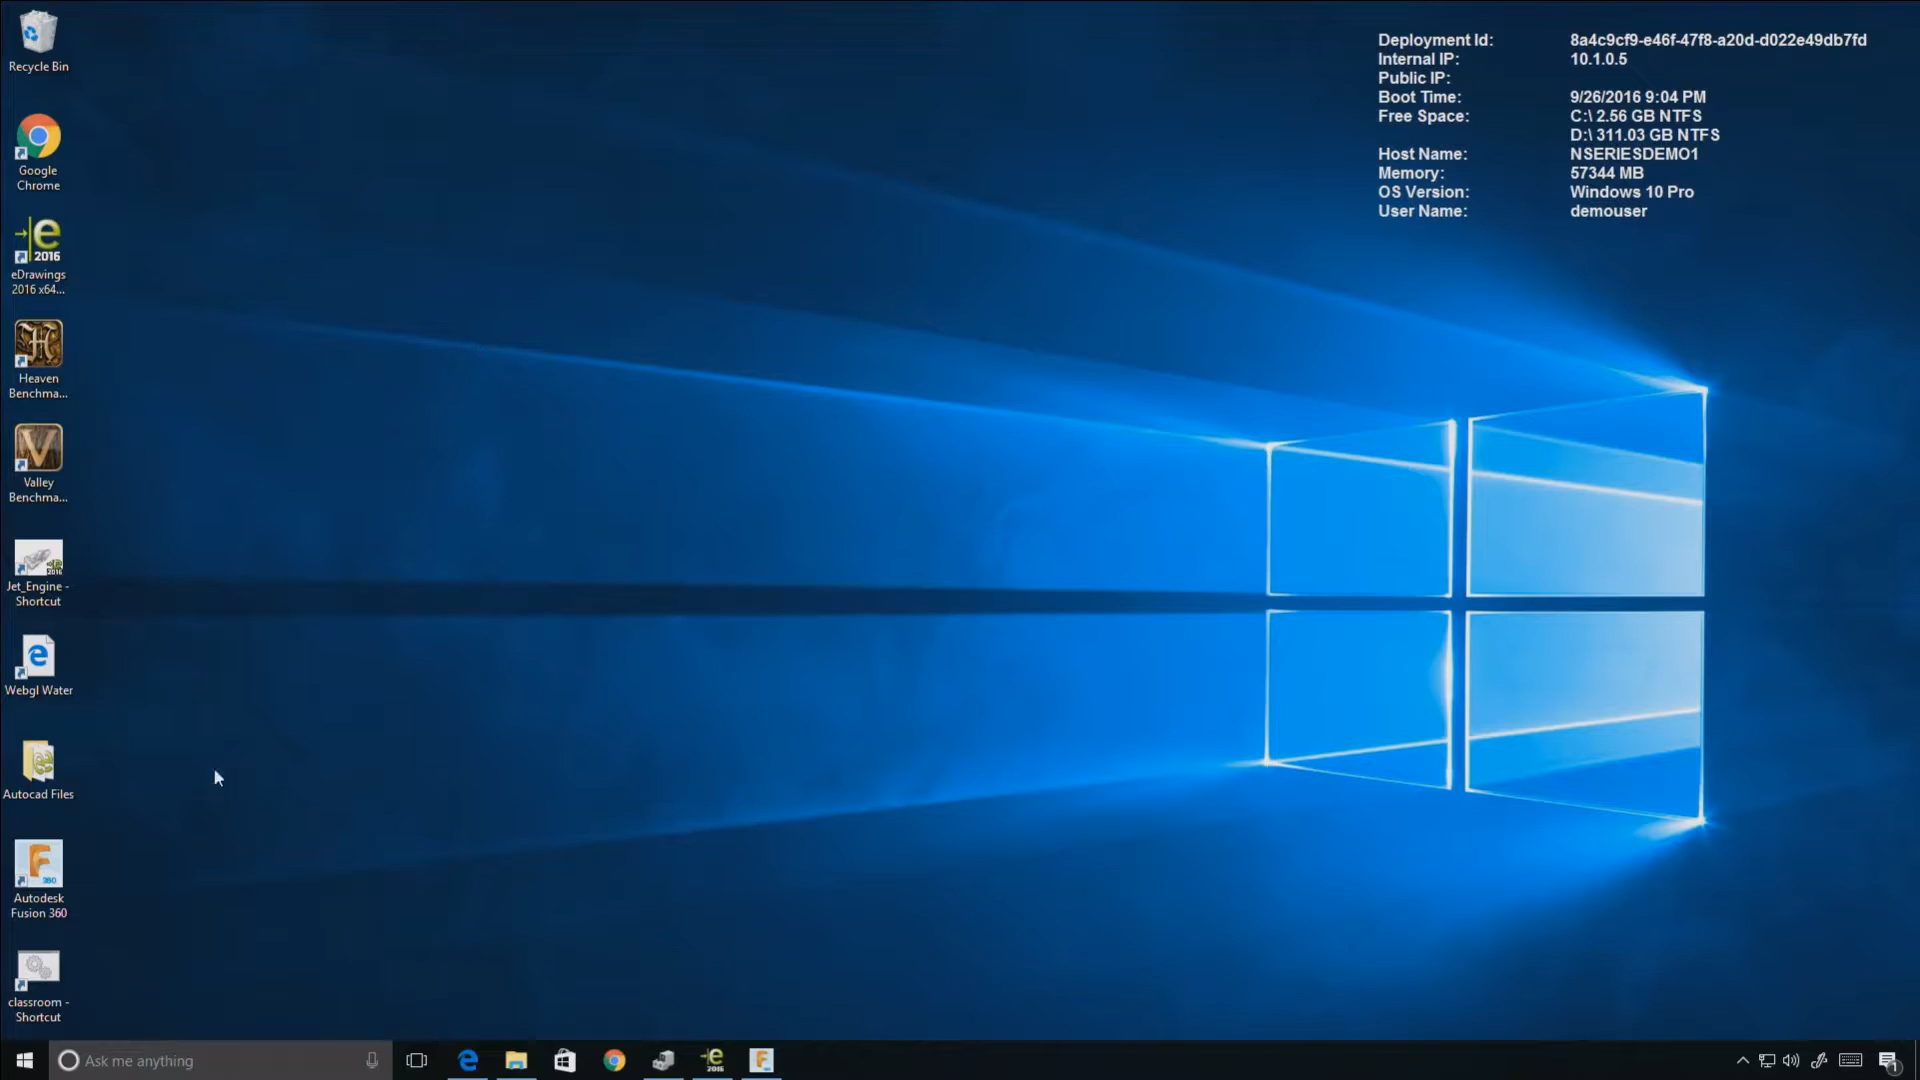 Recycle Bin
Google
Chrome
2016
eDrawings
2016 x64...
Heaven
Benchma...
V
Valley
Benchma...
Jet_Engine -
Shortcut
Webgl Water
Autocad Files
F
360
Autodesk
Fusion 360
classroom -
Shortcut
Deployment Id: 8a4c9cf9-e46f-47f8-a20d-d022e49db7fd
Internal IP: 10.1.0.5
Public IP:
Boot Time: 9/26/2016 9:04 PM
Free Space: C:\ 2.56 GB NTFS
D:\ 311.03 GB NTFS
Host Name: NSERIESDEMO1
Memory: 57344 MB
OS Version: Windows 10 Pro
User Name: demouser
Ask me anything
2016
1